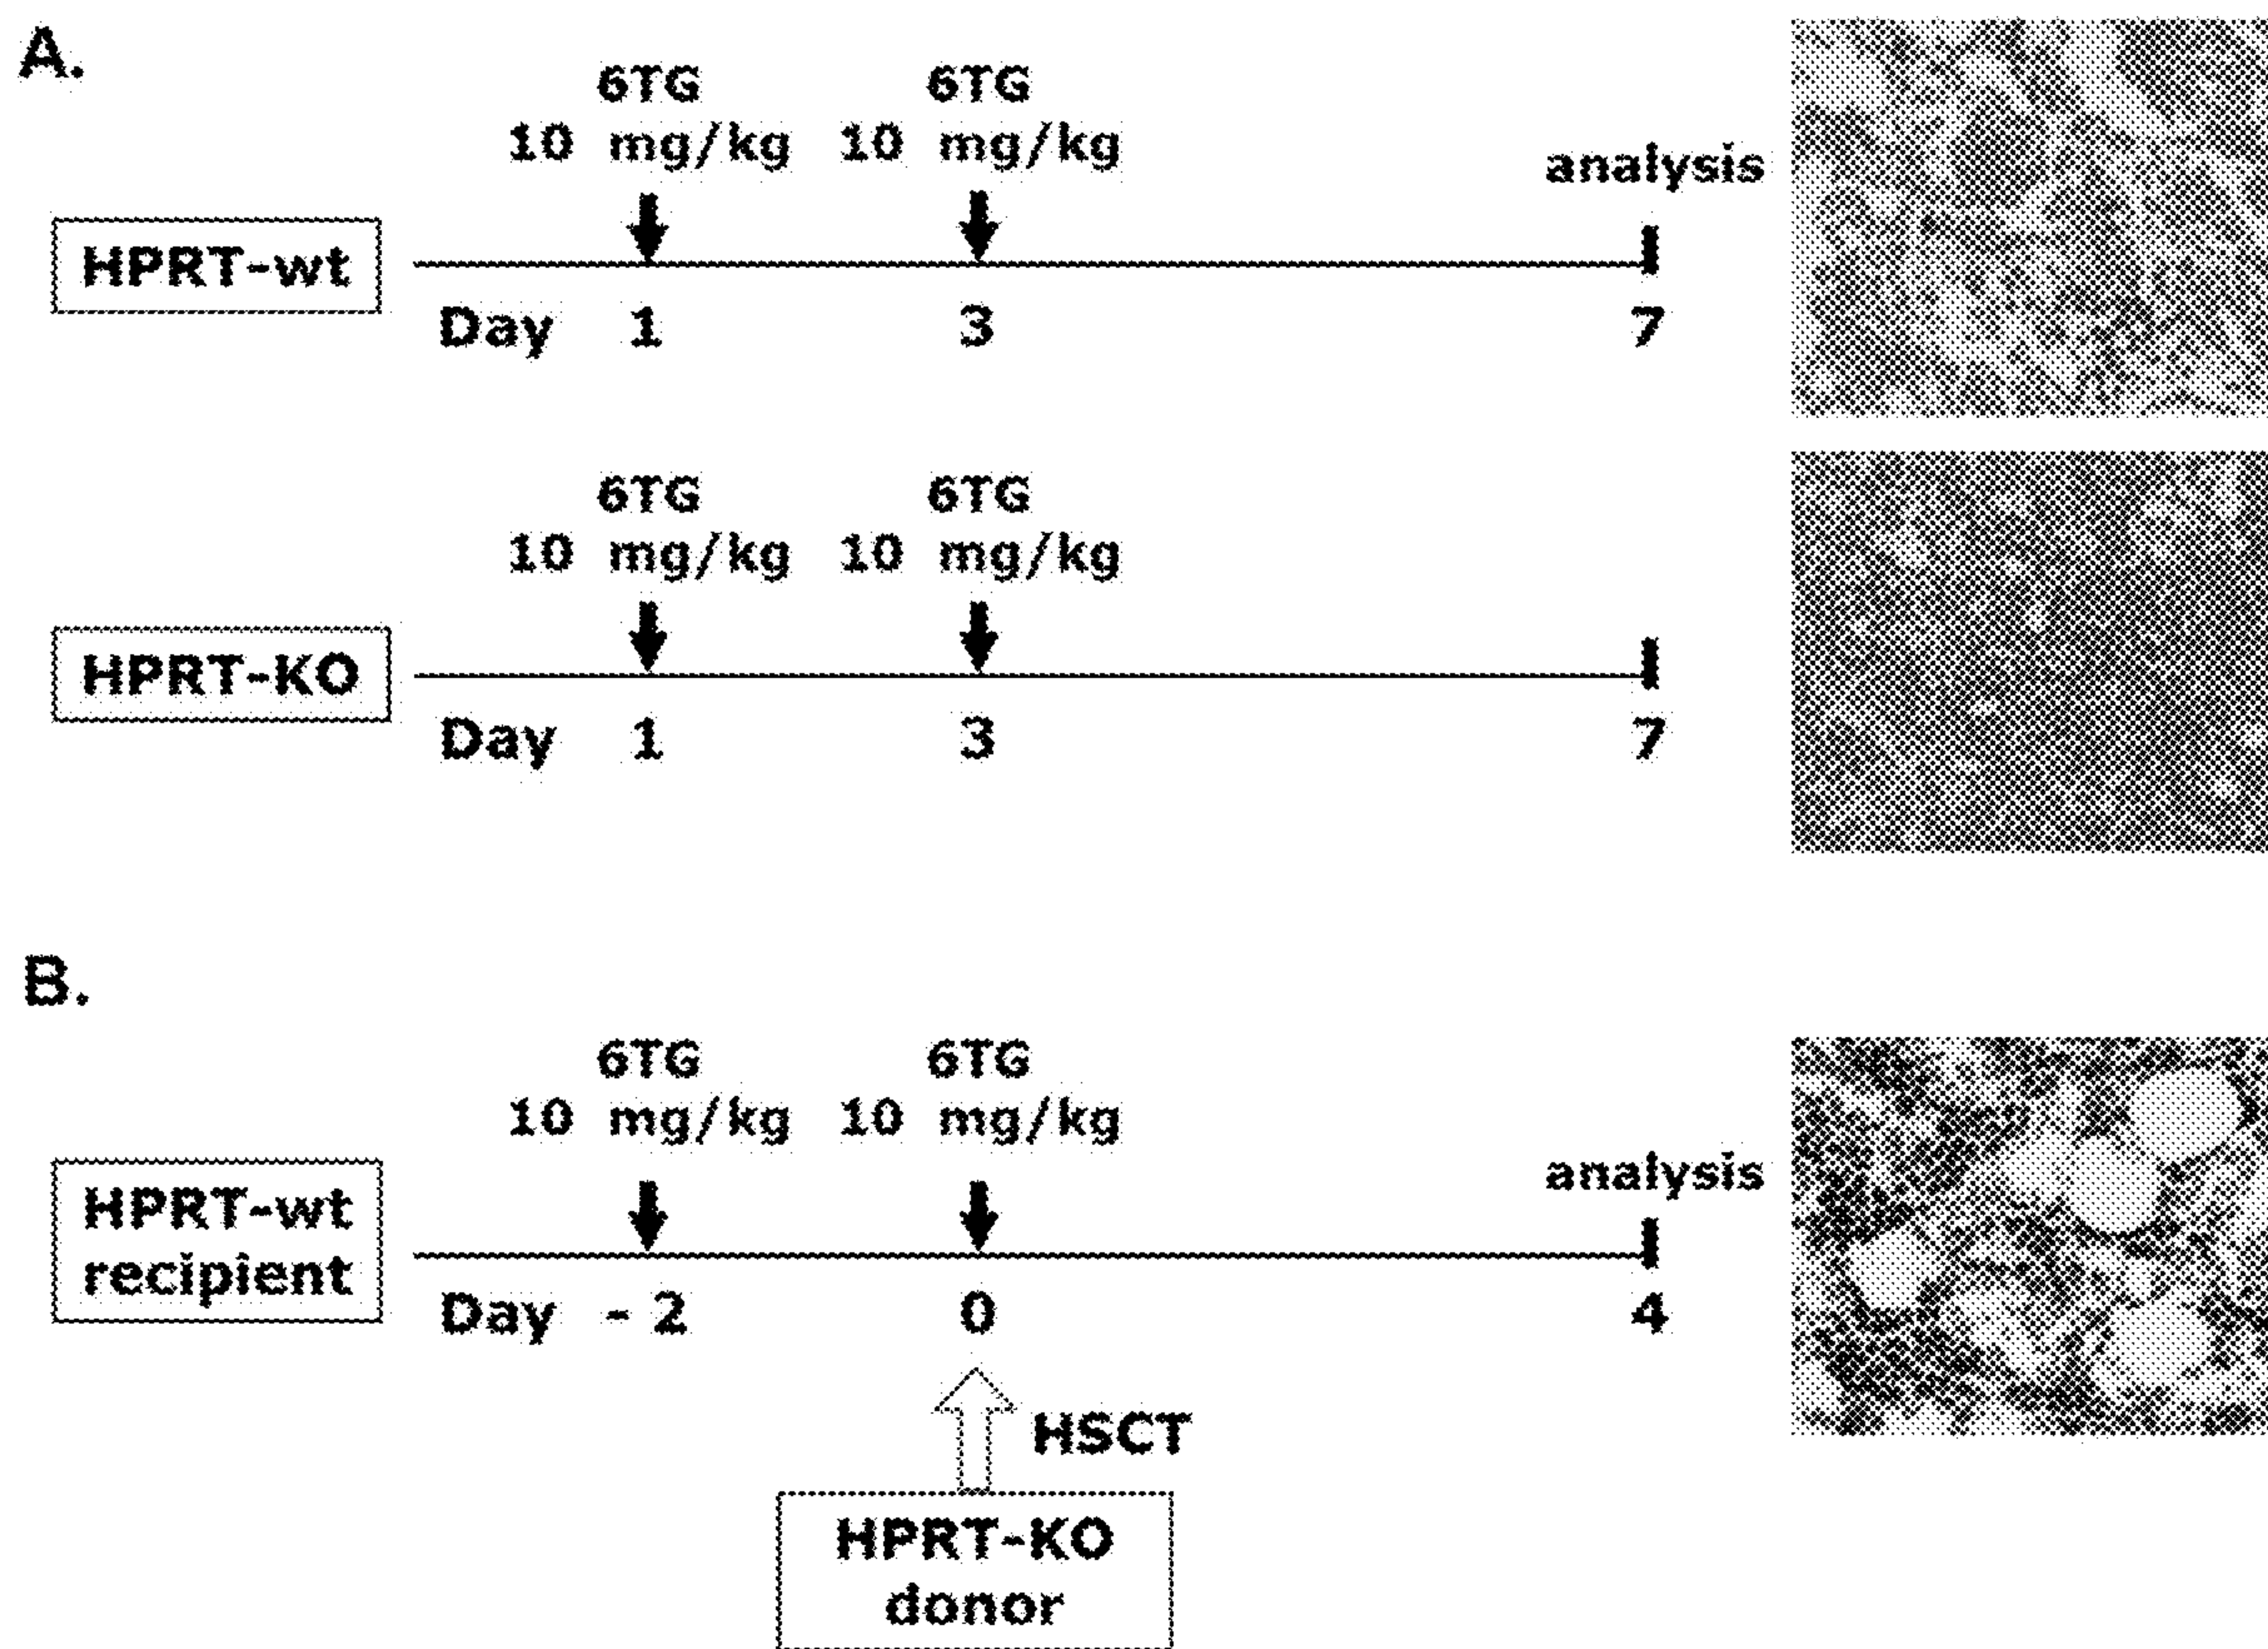 A.
6TG 6TG
10 mg/kg 10 mg/kg
analysis
HPRT-wt
Day 1 3 7
6TG 6TG
10 mg/kg 10 mg/kg
HPRT-KO
Day 1 3 7
B.
6TG 6TG
10 mg/kg 10 mg/kg
analysis
HPRT-wt
recipient
Day - 2 0 4
HSCT
HPRT-KO
donor